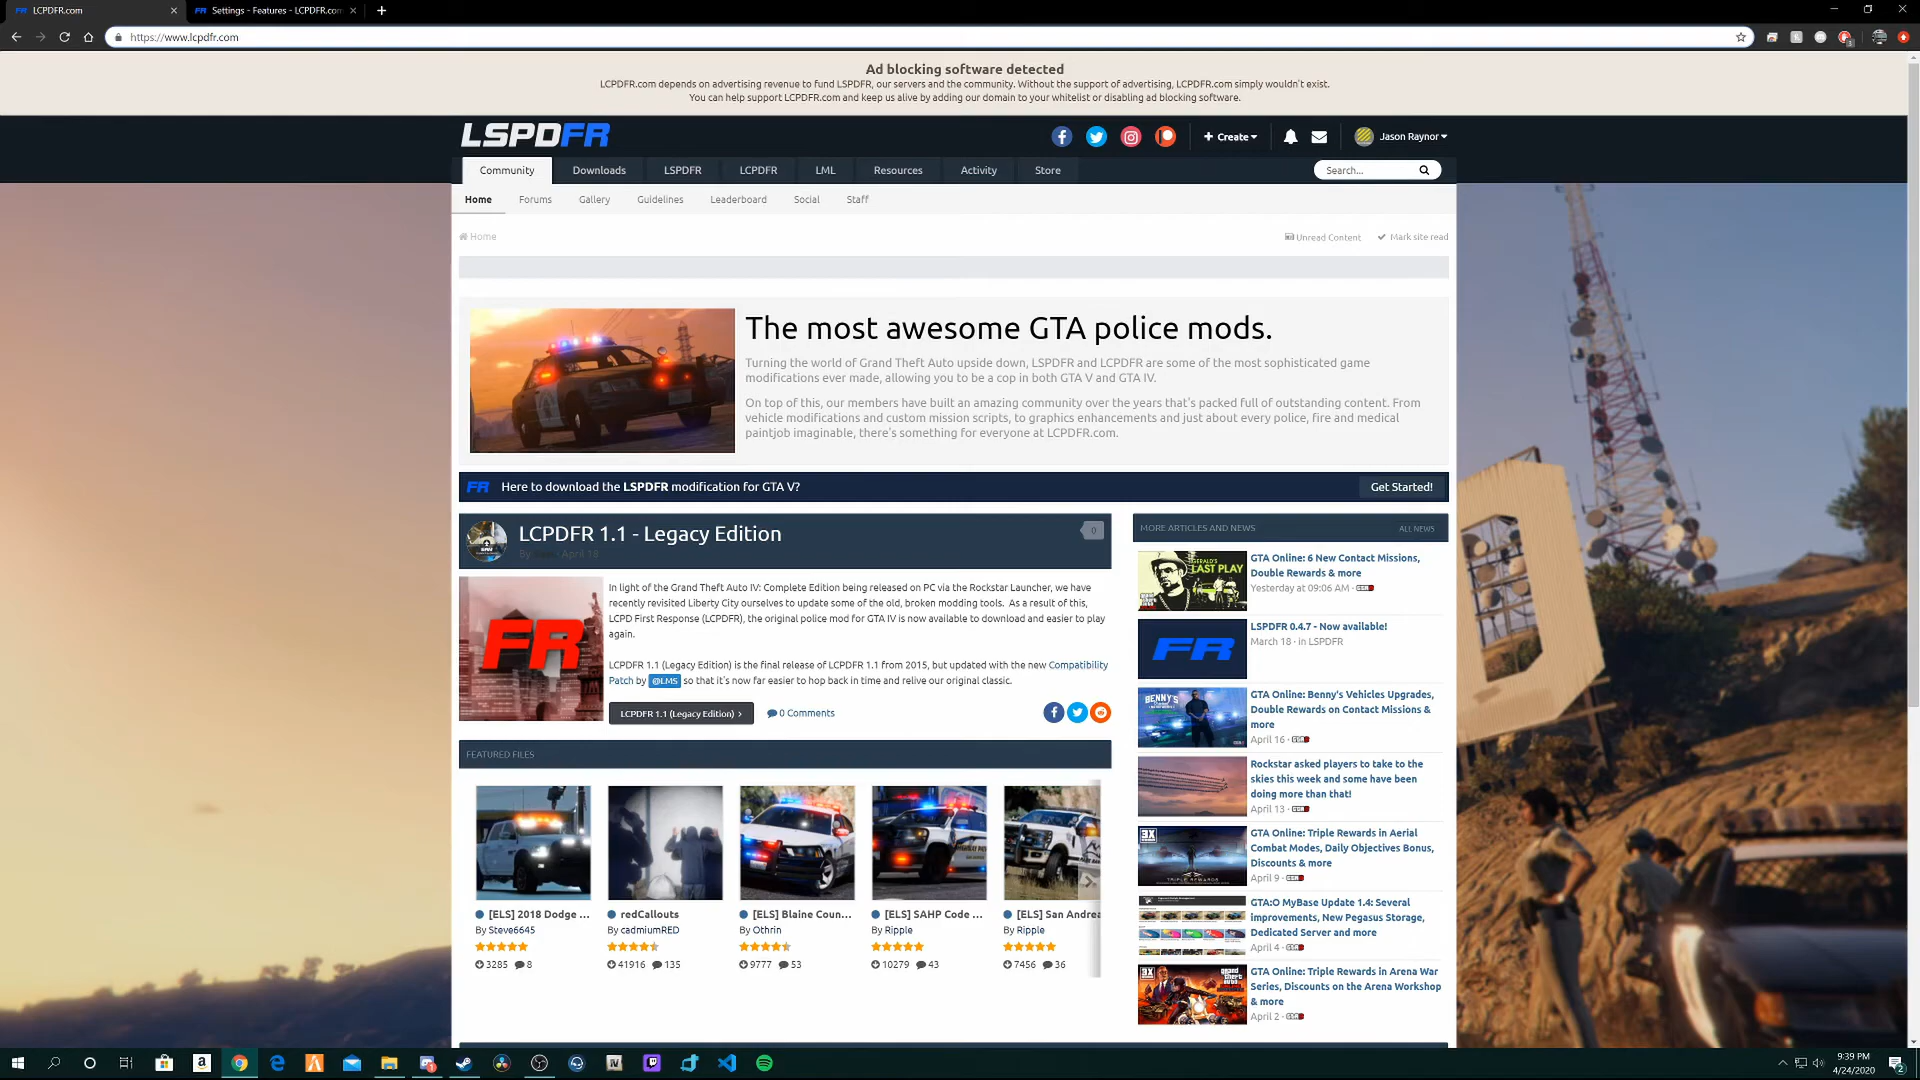 LCPDFR.com
Settings - Features - LCPDFR.com
https://www.lcpdfr.com
Ad blocking software detected
LCPDFR.com depends on advertising revenue to fund LSPDFR, our servers and the community. Without the support of advertising, LCPDFR.com simply wouldn't exist.
You can help support LCPDFR.com and keep us alive by adding our domain to your whitelist or disabling ad blocking software.
LSPDFR
Create
Jason Raynor
Community Downloads LSPDFR LCPDFR LML Resources Activity Store
Search...
Home Forums Gallery Guidelines Leaderboard Social Staff
Home
Unread Content Mark site read
The most awesome GTA police mods.
Turning the world of Grand Theft Auto upside down, LSPDFR and LCPDFR are some of the most sophisticated game
modifications ever made, allowing you to be a cop in both GTA V and GTA IV.
On top of this, our members have built an amazing community over the years that's packed full of outstanding content. From
vehicle modifications and custom mission scripts, to graphics enhancements and just about every police, fire and medical
paintjob imaginable, there's something for everyone at LCPDFR.com.
FR Here to download the LSPDFR modification for GTA V?
Get Started!
LCPDFR 1.1 - Legacy Edition
0
By
April 18
FR
In light of the Grand Theft Auto IV: Complete Edition being released on PC via the Rockstar Launcher, we have
recently revisited Liberty City ourselves to update some of the old, broken modding tools. As a result of this,
LCPD First Response (LCPDFR), the original police mod for GTA IV is now available to download and easier to play
again.
LCPDFR 1.1 (Legacy Edition) is the final release of LCPDFR 1.1 from 2015, but updated with the new Compatibility
Patch by @LMS so that it's now far easier to hop back in time and relive our original classic.
LCPDFR 1.1 (Legacy Edition) ›
0 Comments
FEATURED FILES
[ELS] 2018 Dodge ...
By Steve6645
3285 8
redCallouts
By cadmiumRED
41916 135
[ELS] Blaine Coun...
By Othrin
9777 53
[ELS] SAHP Code ...
By Ripple
10279 43
[ELS] San Andrea
By Ripple
7456 36
MORE ARTICLES AND NEWS
ALL NEWS
GERALD'S
LAST PLAY
GTA Online: 6 New Contact Missions,
Double Rewards & more
Yesterday at 09:06 AM ·
FR
LSPDFR 0.4.7 - Now available!
March 18 · in LSPDFR
BENNY'S
GTA Online: Benny's Vehicles Upgrades,
Double Rewards on Contact Missions &
more
April 16 ·
Rockstar asked players to take to the
skies this week and some have been
doing more than that!
April 13 ·
3X
TRIPLE REWARDS
GTA Online: Triple Rewards in Aerial
Combat Modes, Daily Objectives Bonus,
Discounts & more
April 9 ·
GTA:O MyBase Update 1.4: Several
improvements, New Pegasus Storage,
Dedicated Server and more
April 4 ·
3X
GTA Online: Triple Rewards in Arena War
Series, Discounts on the Arena Workshop
& more
April 2 ·
9:39 PM
4/24/2020
2